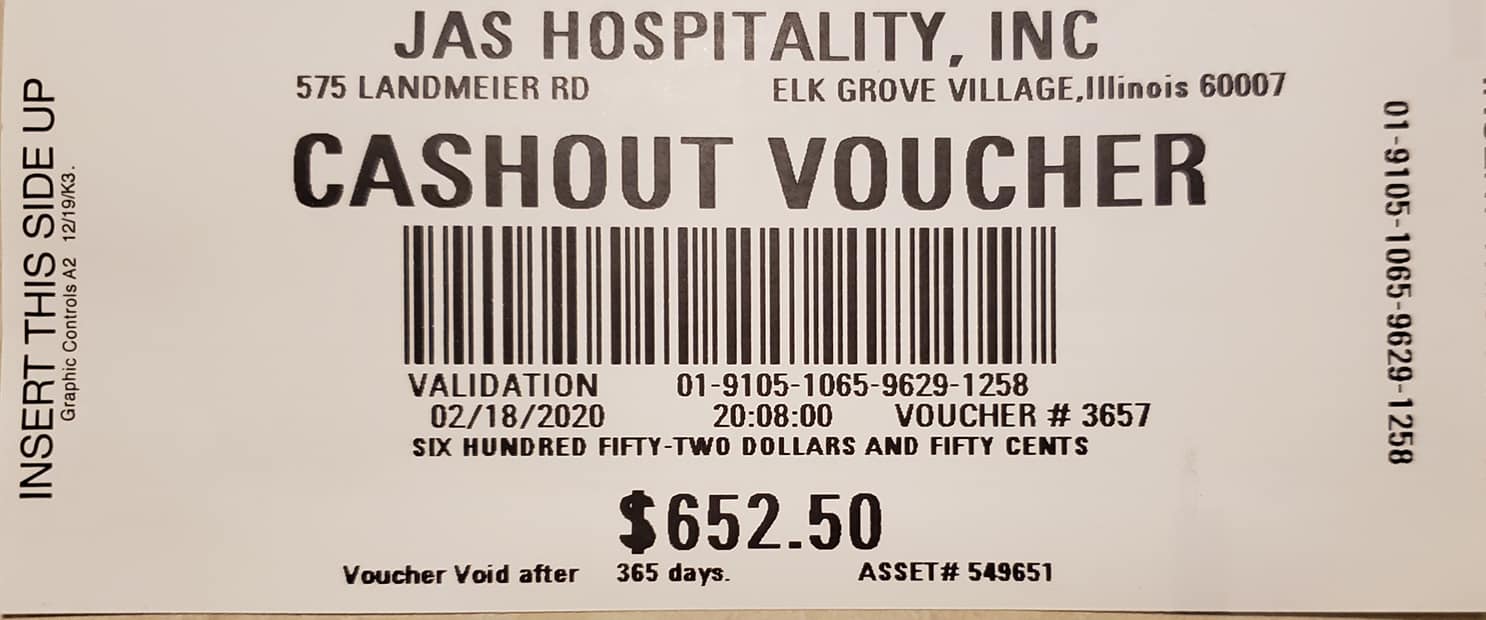 JAS HOSPITALITY, INC
575 LANDMEIER RD ELK GROVE VILLAGE,Illinois 60007
CASHOUT VOUCHER
VALIDATION 01-9105-1065-9629-1258
02/18/2020 20:08:00 VOUCHER # 3657
SIX HUNDRED FIFTY-TWO DOLLARS AND FIFTY CENTS
$652.50
Voucher Void after 365 days. ASSET# 549651
INSERT THIS SIDE UP
Graphic Controls A2 12/19/K3.
01-9105-1065-9629-1258